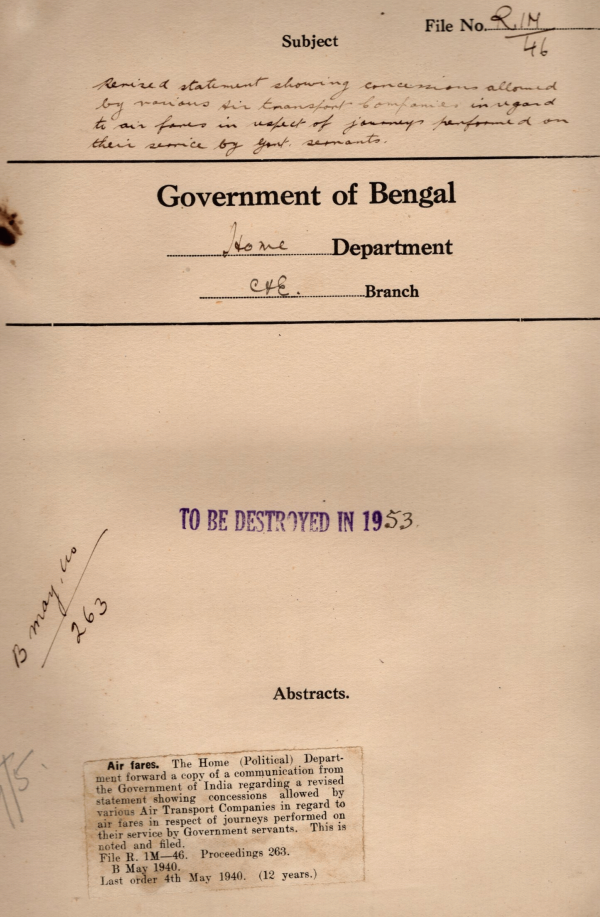 File No. R.1M/46
Subject
Revised statement showing concessions allowed
by various Air transport Companies in regard
to air fares in respect of journeys performed on
their service by Govt. servants.
Government of Bengal
Home Department
C&E. Branch
TO BE DESTROYED IN 1953.
B May, 40
263
Abstracts.
Air fares. The Home (Political) Depart-
ment forward a copy of a communication from
the Government of India regarding a revised
statement showing concessions allowed by
various Air Transport Companies in regard to
air fares in respect of journeys performed on
their service by Government servants. This is
noted and filed.
File R. 1M—46. Proceedings 263.
B May 1940.
Last order 4th May 1940. (12 years.)